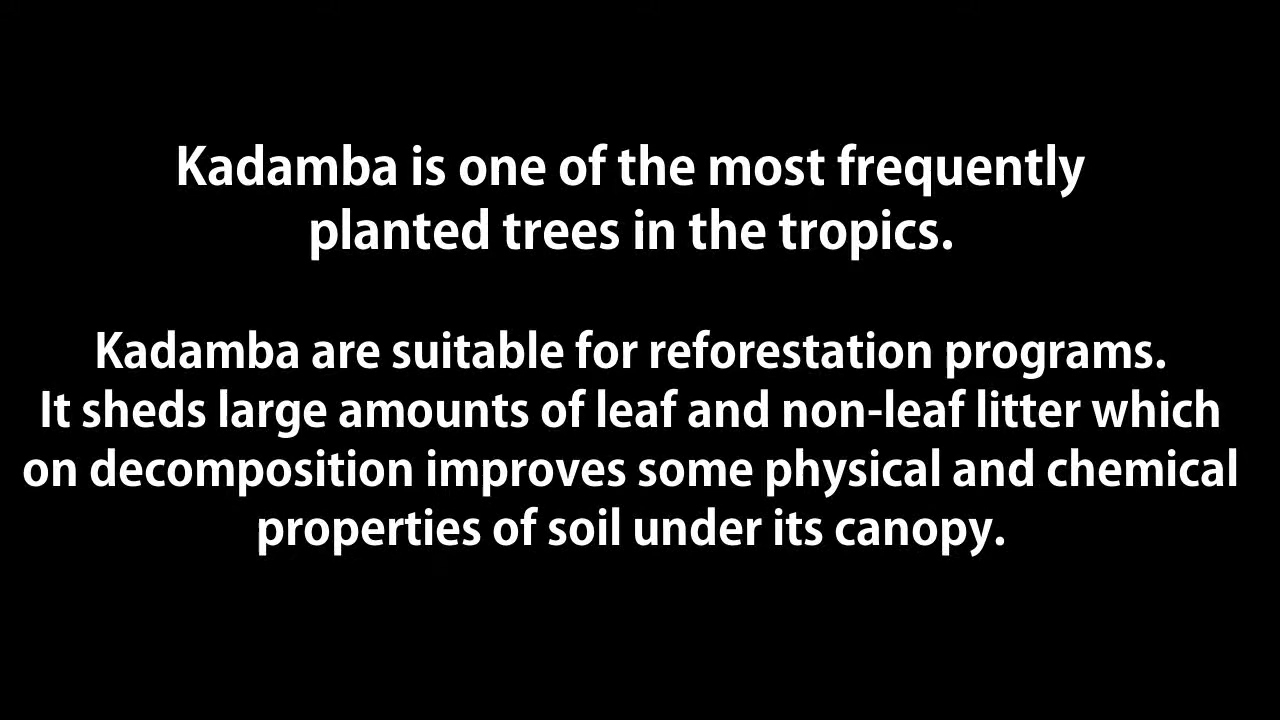 Kadamba is one of the most frequently
planted trees in the tropics.
Kadamba are suitable for reforestation programs.
It sheds large amounts of leaf and non-leaf litter which
on decomposition improves some physical and chemical
properties of soil under its canopy.